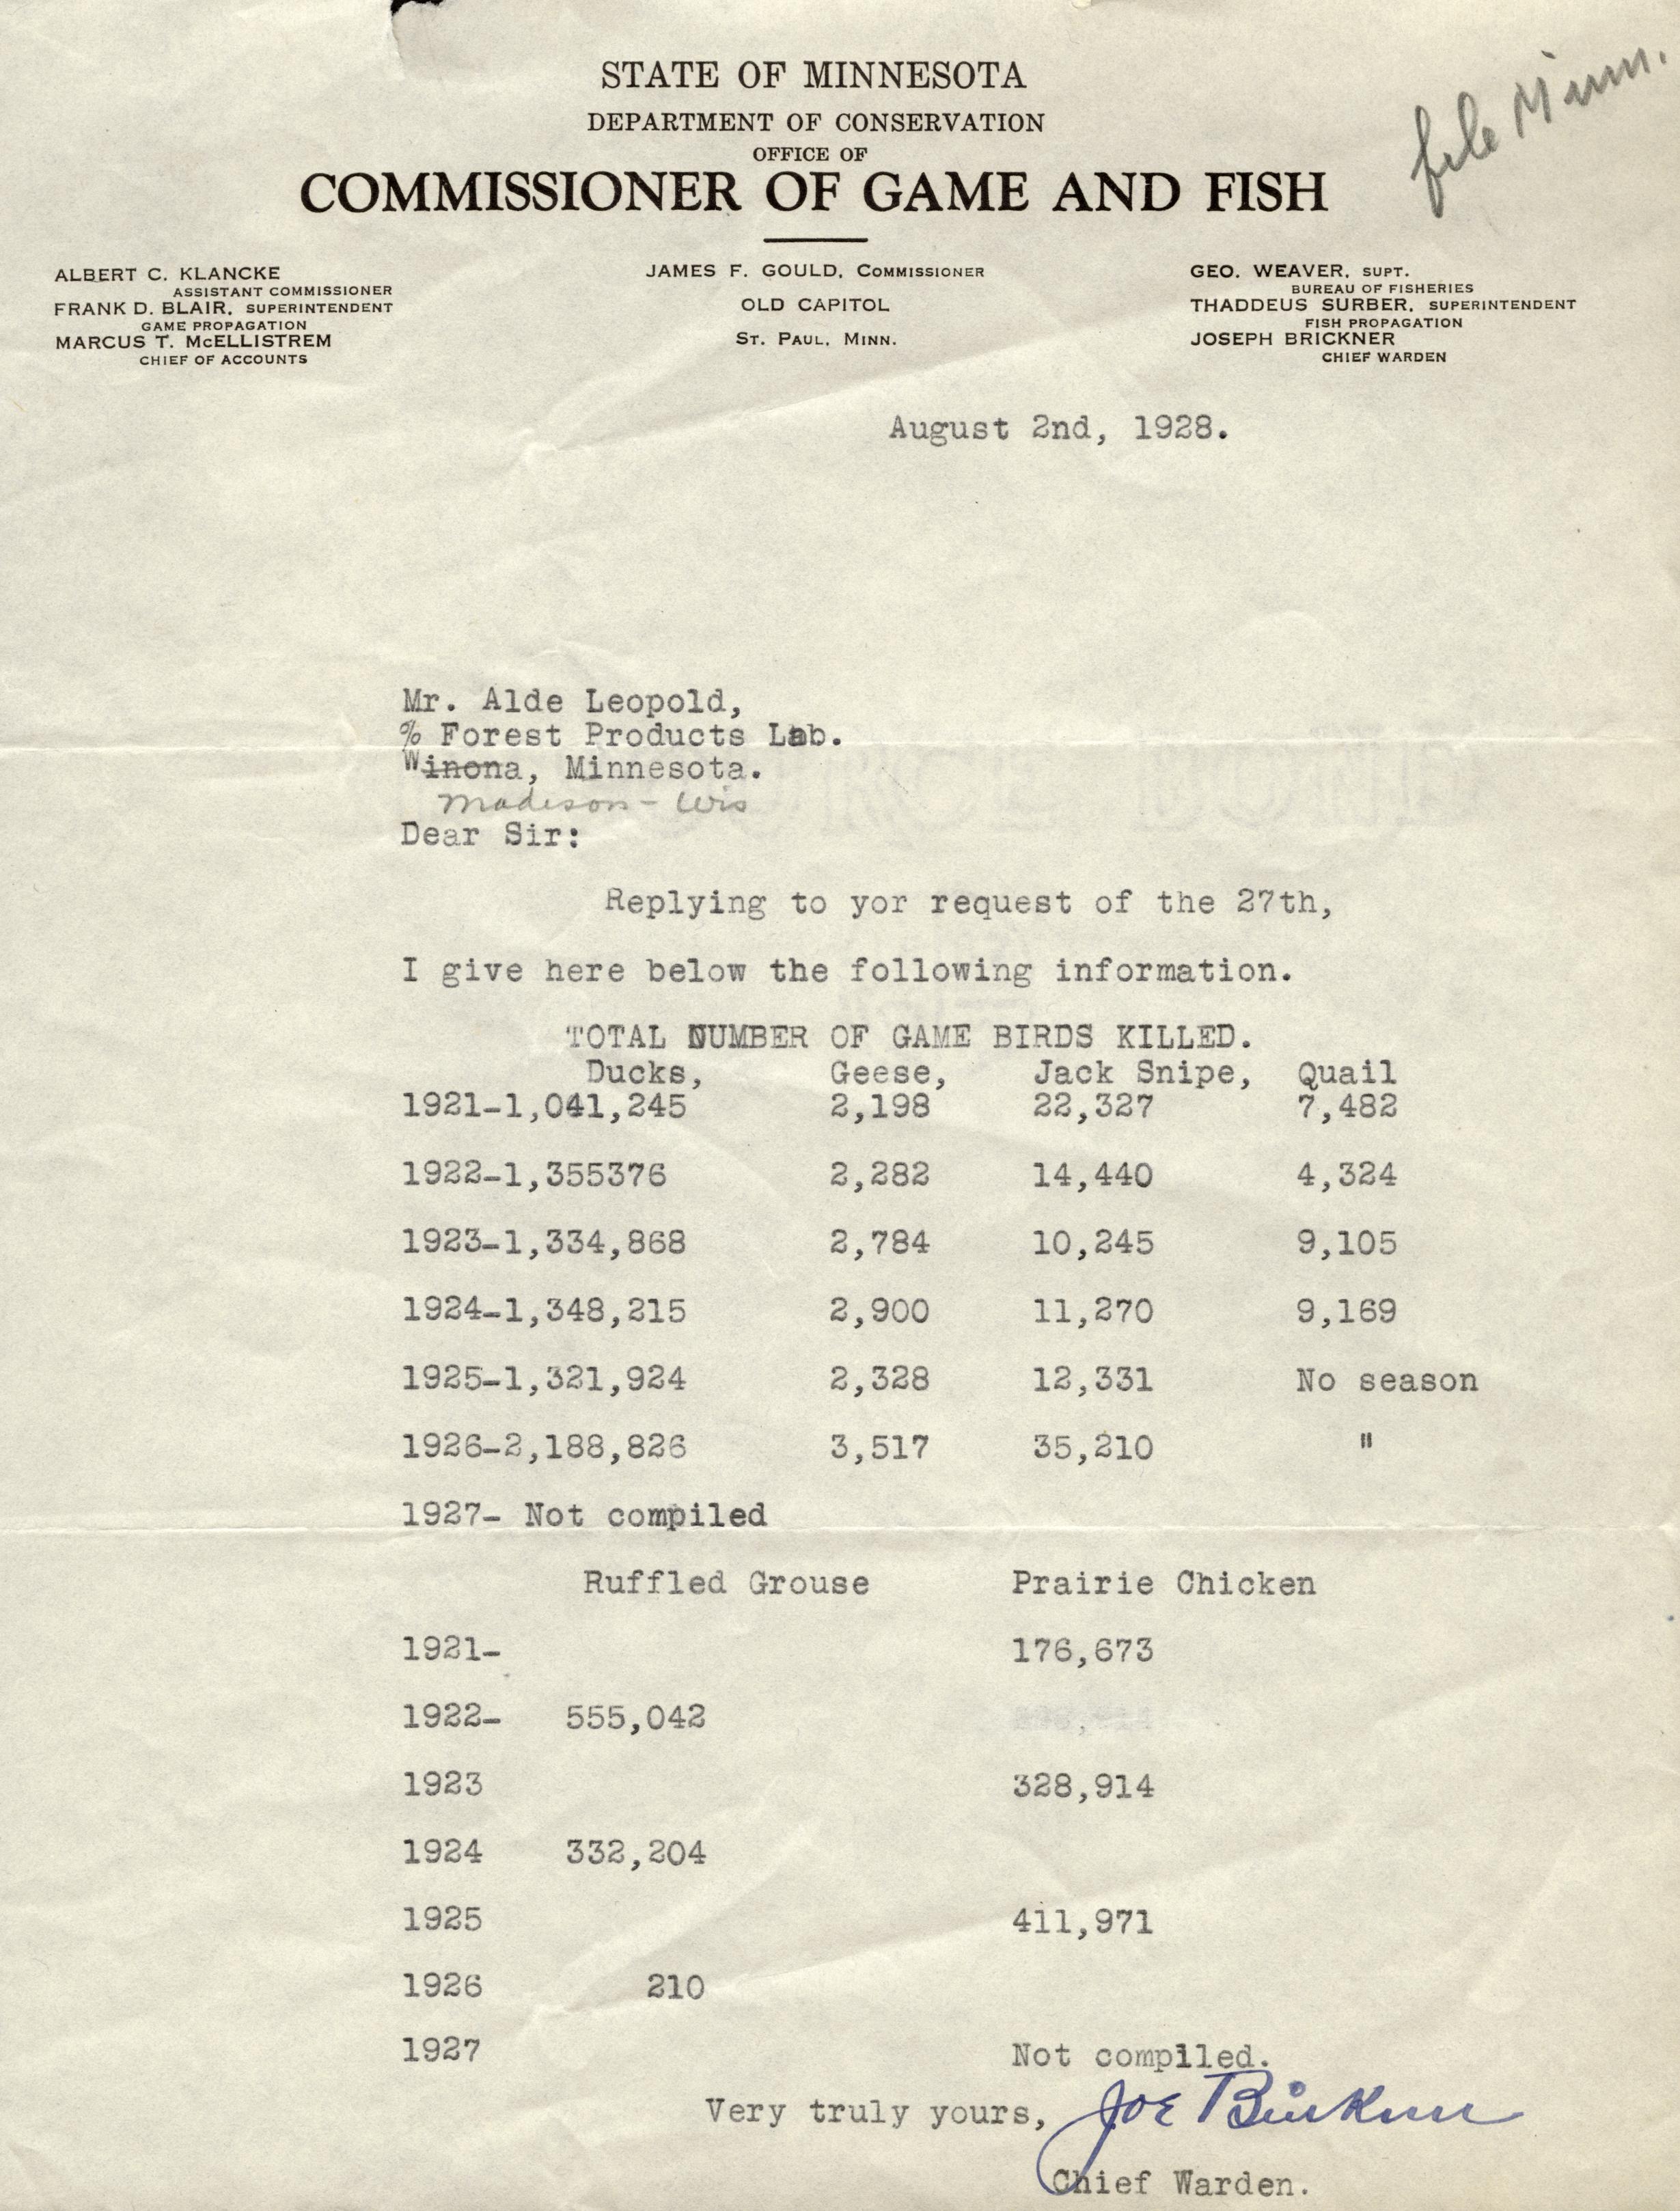 file Minn.
STATE OF MINNESOTA
DEPARTMENT OF CONSERVATION
OFFICE OF
COMMISSIONER OF GAME AND FISH
ALBERT C. KLANCKE
ASSISTANT COMMISSIONER
FRANK D. BLAIR, SUPERINTENDENT
GAME PROPAGATION
MARCUS T. McELLISTREM
CHIEF OF ACCOUNTS
JAMES F. GOULD, COMMISSIONER
OLD CAPITOL
ST. PAUL, MINN.
GEO. WEAVER, SUPT.
BUREAU OF FISHERIES
THADDEUS SURBER, SUPERINTENDENT
FISH PROPAGATION
JOSEPH BRICKNER
CHIEF WARDEN
August 2nd, 1928.
Mr. Alde Leopold,
% Forest Products Lab.
Winona, Minnesota.
Madison - Wis
Dear Sir:
Replying to yor request of the 27th,
I give here below the following information.
TOTAL NUMBER OF GAME BIRDS KILLED.
Ducks, Geese, Jack Snipe, Quail
1921-1,041,245 2,198 22,327 7,482
1922-1,355376 2,282 14,440 4,324
1923-1,334,868 2,784 10,245 9,105
1924-1,348,215 2,900 11,270 9,169
1925-1,321,924 2,328 12,331 No season
1926-2,188,826 3,517 35,210 "
1927- Not compiled
Ruffled Grouse Prairie Chicken
1921- 176,673
1922- 555,042
1923 328,914
1924 332,204
1925 411,971
1926 210
1927 Not compiled.
Very truly yours, Joe Brickner
Chief Warden.